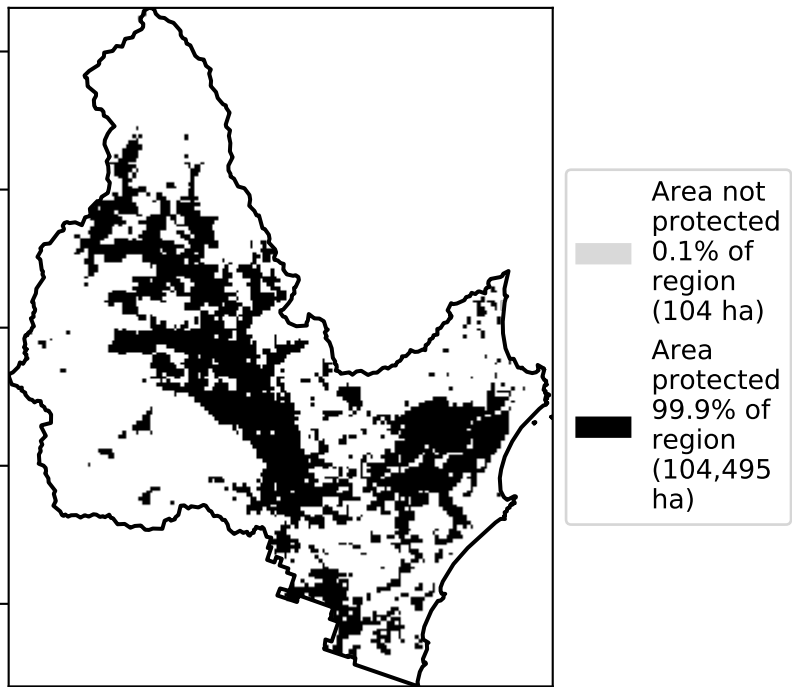 Area not
protected
0.1% of
region
(104 ha)
Area
protected
99.9% of
region
(104,495
ha)